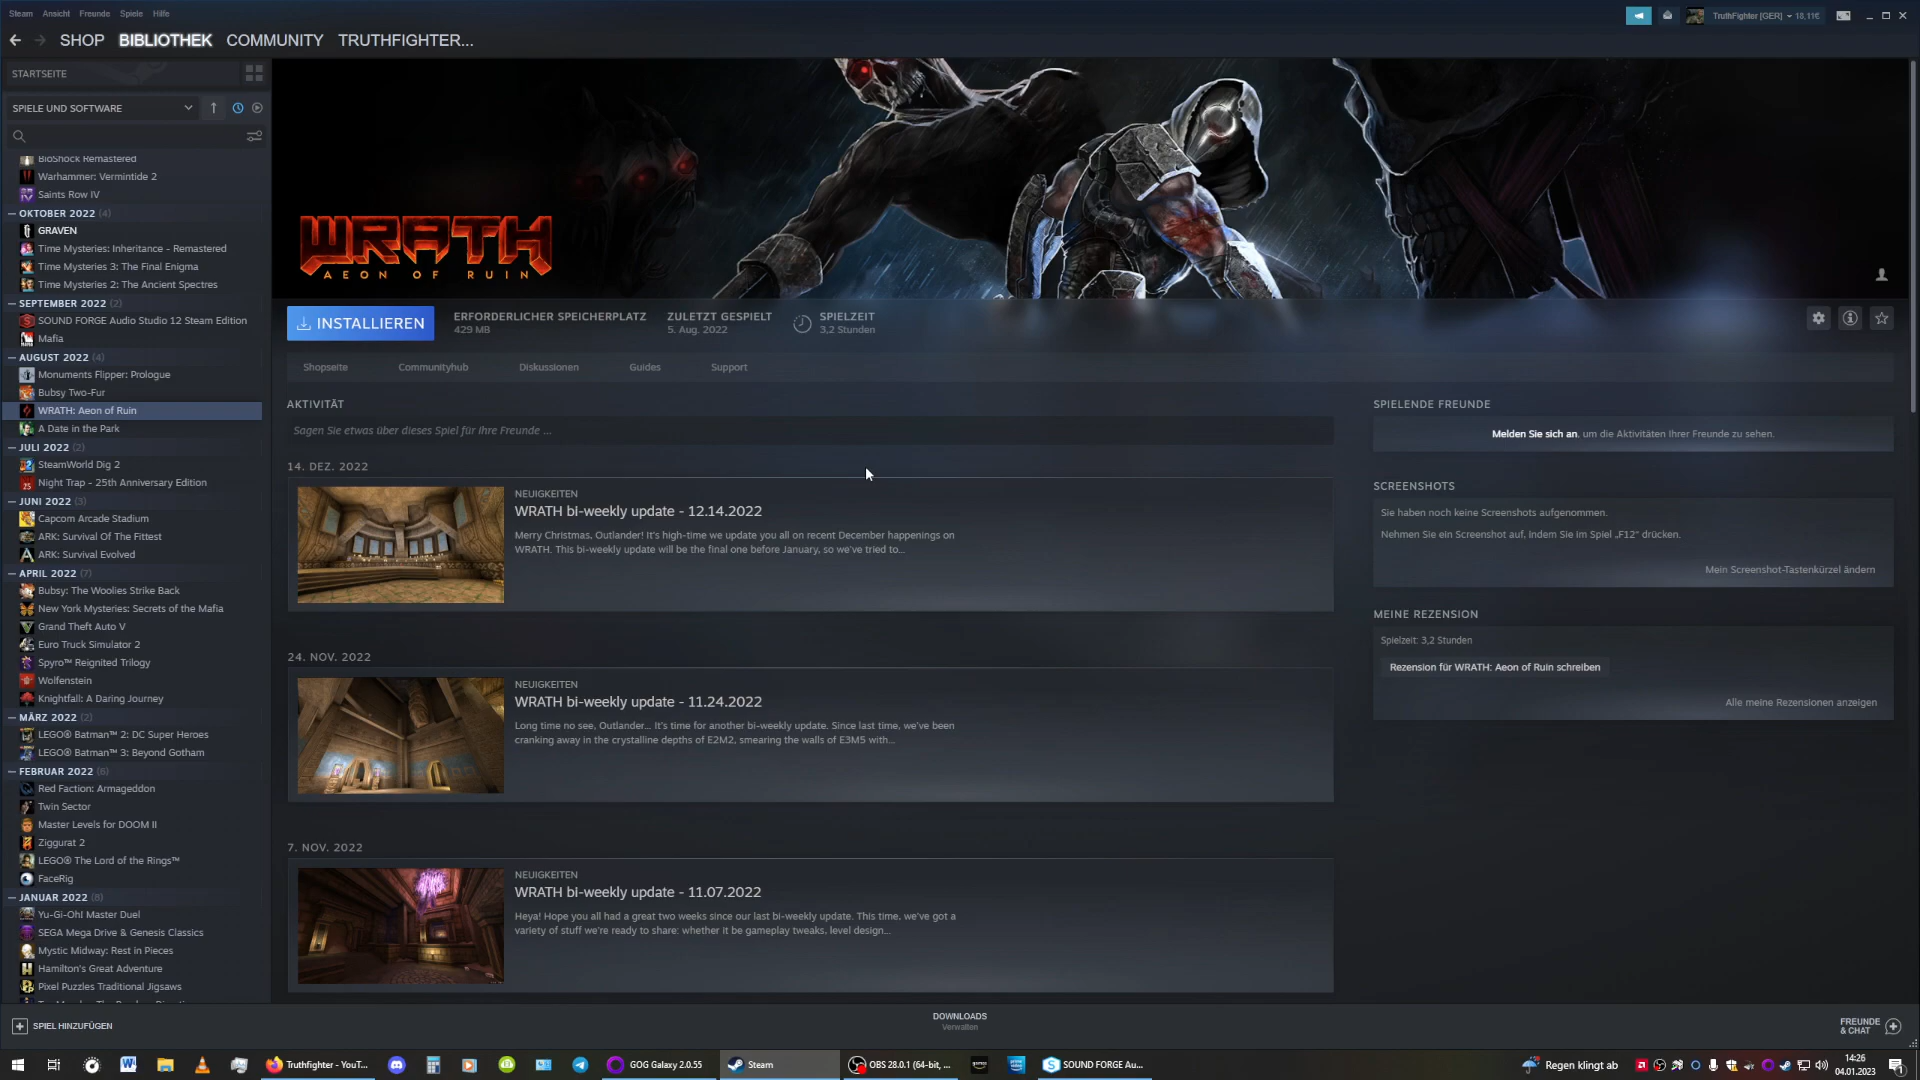 Steam Ansicht Freunde Spiele Hilfe
TruthFighter [GER] 18,11€
SHOP BIBLIOTHEK COMMUNITY TRUTHFIGHTER...
STARTSEITE
SPIELE UND SOFTWARE
BioShock Remastered
Warhammer: Vermintide 2
Saints Row IV
— OKTOBER 2022 (4)
GRAVEN
Time Mysteries: Inheritance - Remastered
Time Mysteries 3: The Final Enigma
Time Mysteries 2: The Ancient Spectres
— SEPTEMBER 2022 (2)
SOUND FORGE Audio Studio 12 Steam Edition
Mafia
— AUGUST 2022 (4)
Monuments Flipper: Prologue
Bubsy Two-Fur
WRATH: Aeon of Ruin
A Date in the Park
— JULI 2022 (2)
SteamWorld Dig 2
Night Trap - 25th Anniversary Edition
— JUNI 2022 (3)
Capcom Arcade Stadium
ARK: Survival Of The Fittest
ARK: Survival Evolved
— APRIL 2022 (7)
Bubsy: The Woolies Strike Back
New York Mysteries: Secrets of the Mafia
Grand Theft Auto V
Euro Truck Simulator 2
Spyro™ Reignited Trilogy
Wolfenstein
Knightfall: A Daring Journey
— MÄRZ 2022 (2)
LEGO® Batman™ 2: DC Super Heroes
LEGO® Batman™ 3: Beyond Gotham
— FEBRUAR 2022 (6)
Red Faction: Armageddon
Twin Sector
Master Levels for DOOM II
Ziggurat 2
LEGO® The Lord of the Rings™
FaceRig
— JANUAR 2022 (8)
Yu-Gi-Oh! Master Duel
SEGA Mega Drive & Genesis Classics
Mystic Midway: Rest in Pieces
Hamilton's Great Adventure
Pixel Puzzles Traditional Jigsaws
WRATH
AEON OF RUIN
INSTALLIEREN
ERFORDERLICHER SPEICHERPLATZ
429 MB
ZULETZT GESPIELT
5. Aug. 2022
SPIELZEIT
3,2 Stunden
Shopseite Communityhub Diskussionen Guides Support
AKTIVITÄT
Sagen Sie etwas über dieses Spiel für Ihre Freunde ...
14. DEZ. 2022
NEUIGKEITEN
WRATH bi-weekly update - 12.14.2022
Merry Christmas, Outlander! It's high-time we update you all on recent December happenings on
WRATH. This bi-weekly update will be the final one before January, so we've tried to...
24. NOV. 2022
NEUIGKEITEN
WRATH bi-weekly update - 11.24.2022
Long time no see, Outlander... It's time for another bi-weekly update. Since last time, we've been
cranking away in the crystalline depths of E2M2, smearing the walls of E3M5 with...
7. NOV. 2022
NEUIGKEITEN
WRATH bi-weekly update - 11.07.2022
Heya! Hope you all had a great two weeks since our last bi-weekly update. This time, we've got a
variety of stuff we're ready to share: whether it be gameplay tweaks, level design...
SPIELENDE FREUNDE
Melden Sie sich an, um die Aktivitäten Ihrer Freunde zu sehen.
SCREENSHOTS
Sie haben noch keine Screenshots aufgenommen.
Nehmen Sie ein Screenshot auf, indem Sie im Spiel „F12" drücken.
Mein Screenshot-Tastenkürzel ändern
MEINE REZENSION
Spielzeit: 3,2 Stunden
Rezension für WRATH: Aeon of Ruin schreiben
Alle meine Rezensionen anzeigen
SPIEL HINZUFÜGEN
DOWNLOADS
Verwalten
FREUNDE
& CHAT
Truthfighter - YouT...
GOG Galaxy 2.0.55
Steam
OBS 28.0.1 (64-bit, ...
SOUND FORGE Au...
Regen klingt ab
14:26
04.01.2023